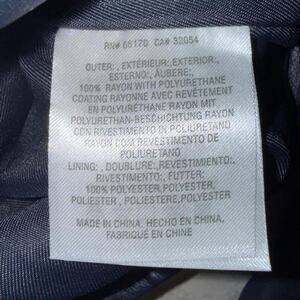 RN# 66170 CA# 32054
OUTER: , EXTÉRIEUR:, EXTERIOR:,
ESTERNO:, ÄUBERE:,
100% RAYON WITH POLYURETHANE
COATING RAYONNE AVEC REVÊTEMENT
EN POLYURÉTHANE RAYON MIT
POLYURETHAN-BESCHICHTUNG RAYON
CON RIVESTIMENTO IN POLIURETANO
RAYON COM REVESTIMENTO DE
POLIURETANO
LINING: , DOUBLURE:, REVESTIMIENTO:,
RIVESTIMENTO:, FUTTER:
100% POLYESTER,POLYESTER,
POLIESTER , POLIESTERE,POLYESTER
MADE IN CHINA, HECHO EN CHINA,
FABRIQUÉ EN CHINE